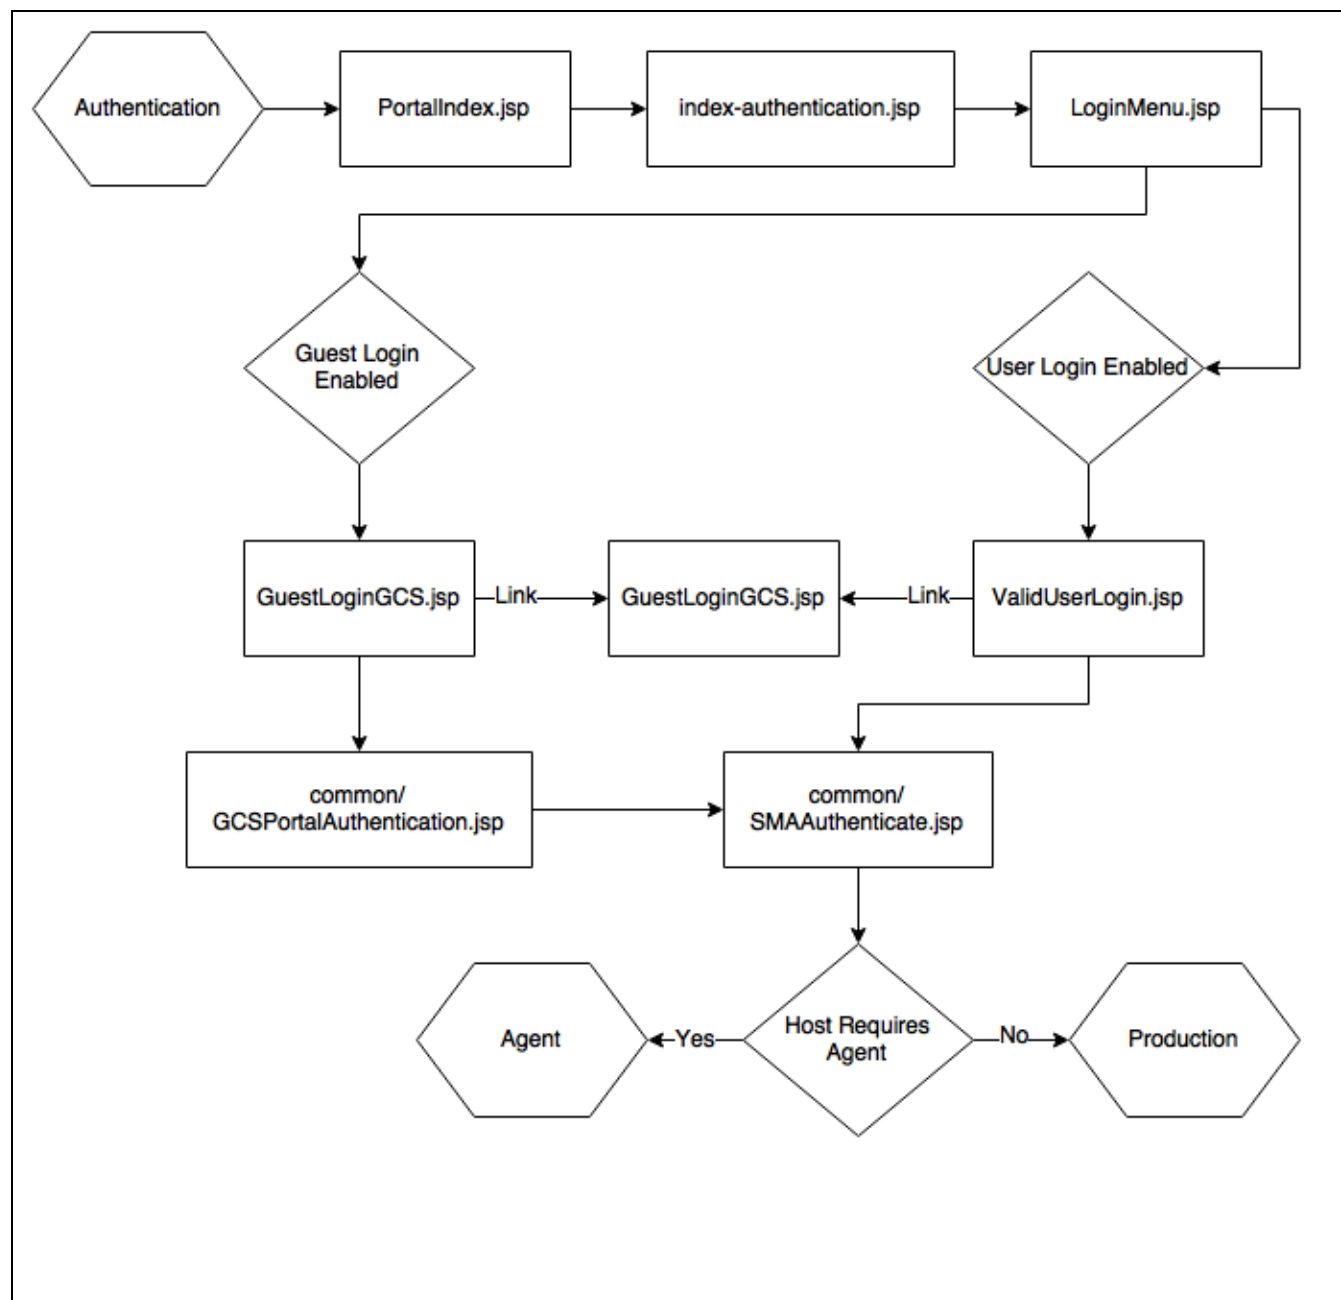 Authentication
PortalIndex.jsp
index-authentication.jsp
LoginMenu.jsp
Guest Login
Enabled
User Login Enabled
GuestLoginGCS.jsp
Link
GuestLoginGCS.jsp
Link
ValidUserLogin.jsp
common/
GCSPortalAuthentication.jsp
common/
SMAAuthenticate.jsp
Agent
Yes
Host Requires
Agent
No
Production